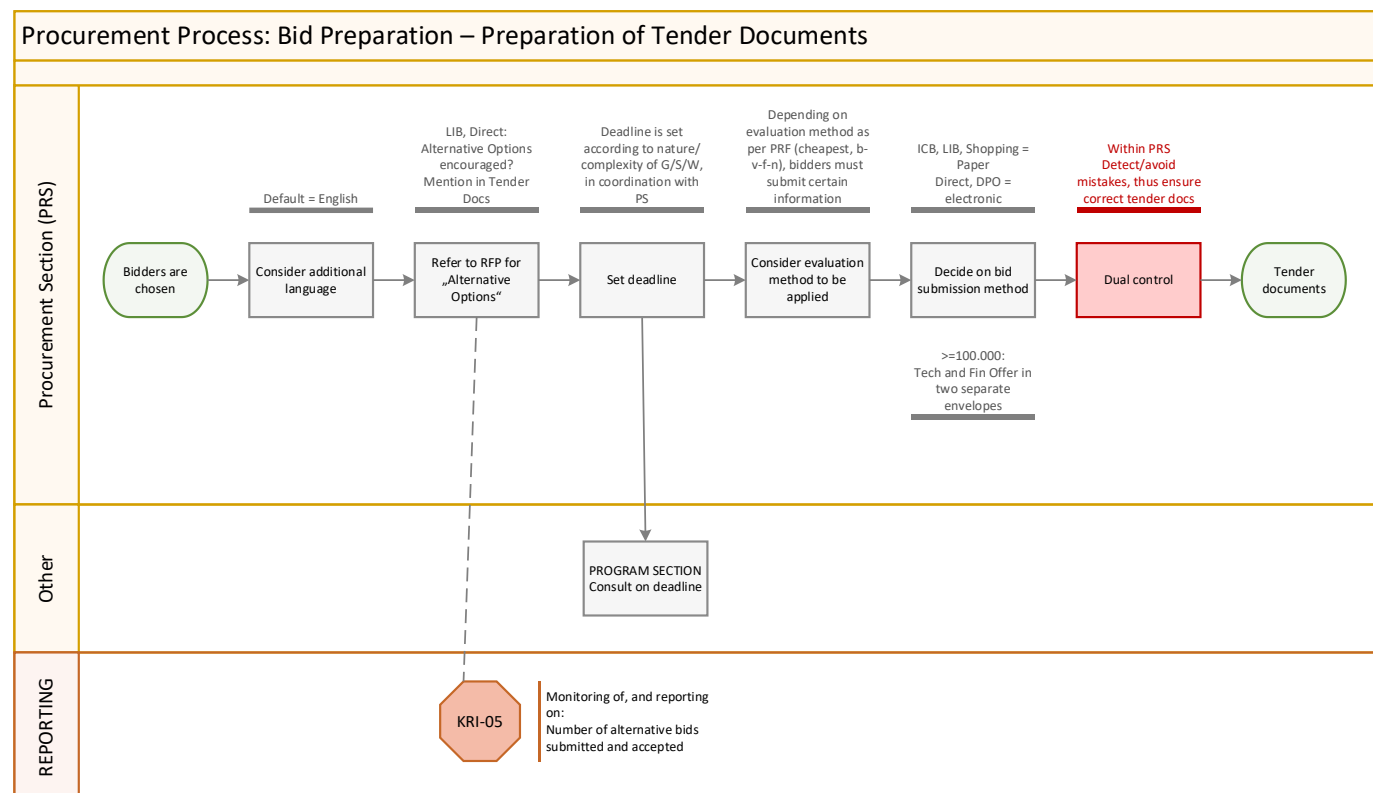 Procurement Process: Bid Preparation – Preparation of Tender Documents
Procurement Section (PRS)
Default = English
LIB, Direct:
Alternative Options
encouraged?
Mention in Tender
Docs
Deadline is set
according to nature/
complexity of G/S/W,
in coordination with
PS
Depending on
evaluation method as
per PRF (cheapest, b-
v-f-n), bidders must
submit certain
information
ICB, LIB, Shopping =
Paper
Direct, DPO =
electronic
Within PRS
Detect/avoid
mistakes, thus ensure
correct tender docs
Bidders are
chosen
Consider additional
language
Refer to RFP for
„Alternative
Options“
Set deadline
Consider evaluation
method to be
applied
Decide on bid
submission method
Dual control
Tender
documents
>=100.000:
Tech and Fin Offer in
two separate
envelopes
Other
PROGRAM SECTION
Consult on deadline
REPORTING
KRI-05
Monitoring of, and reporting
on:
Number of alternative bids
submitted and accepted